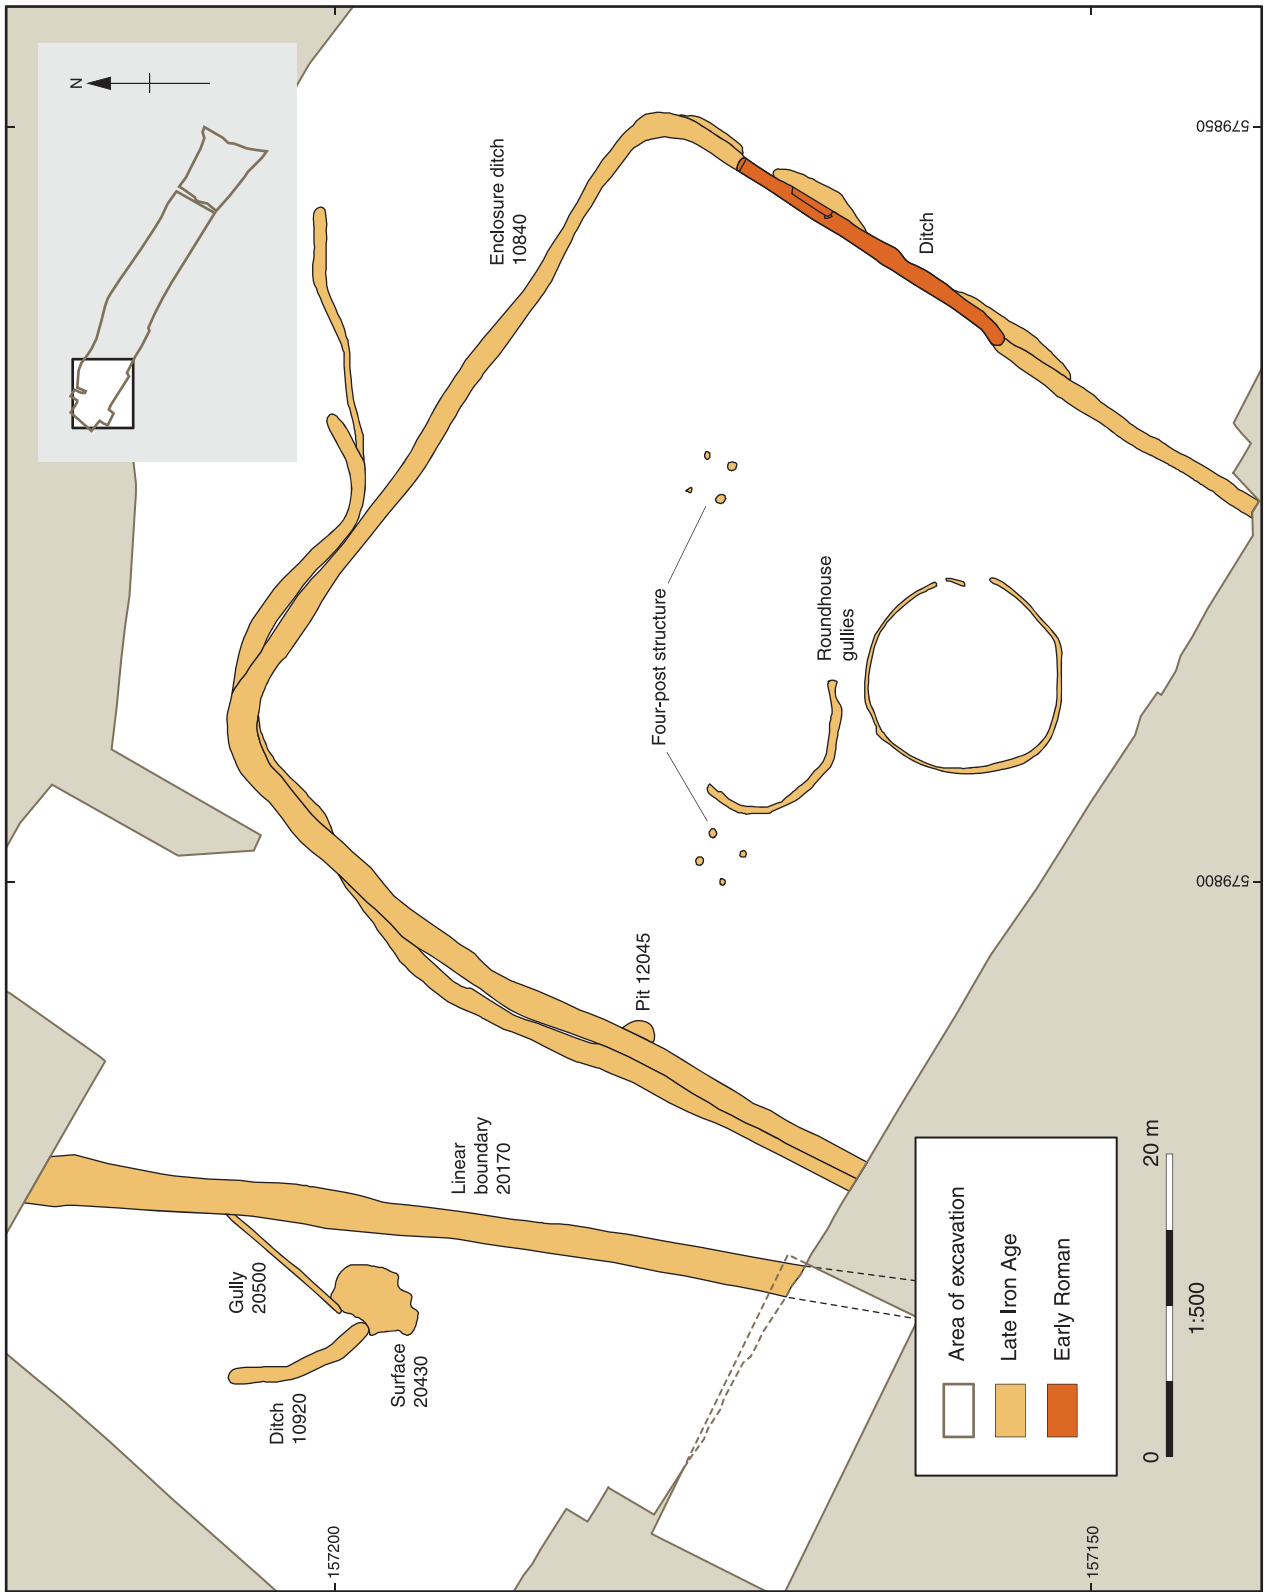 N
579850
579800
157200
157150
Enclosure ditch
10840
Ditch
Four-post structure
Roundhouse
gullies
Pit 12045
Linear
boundary
20170
Gully
20500
Surface
20430
Ditch
10920
Area of excavation
Late Iron Age
Early Roman
0
20 m
1:500